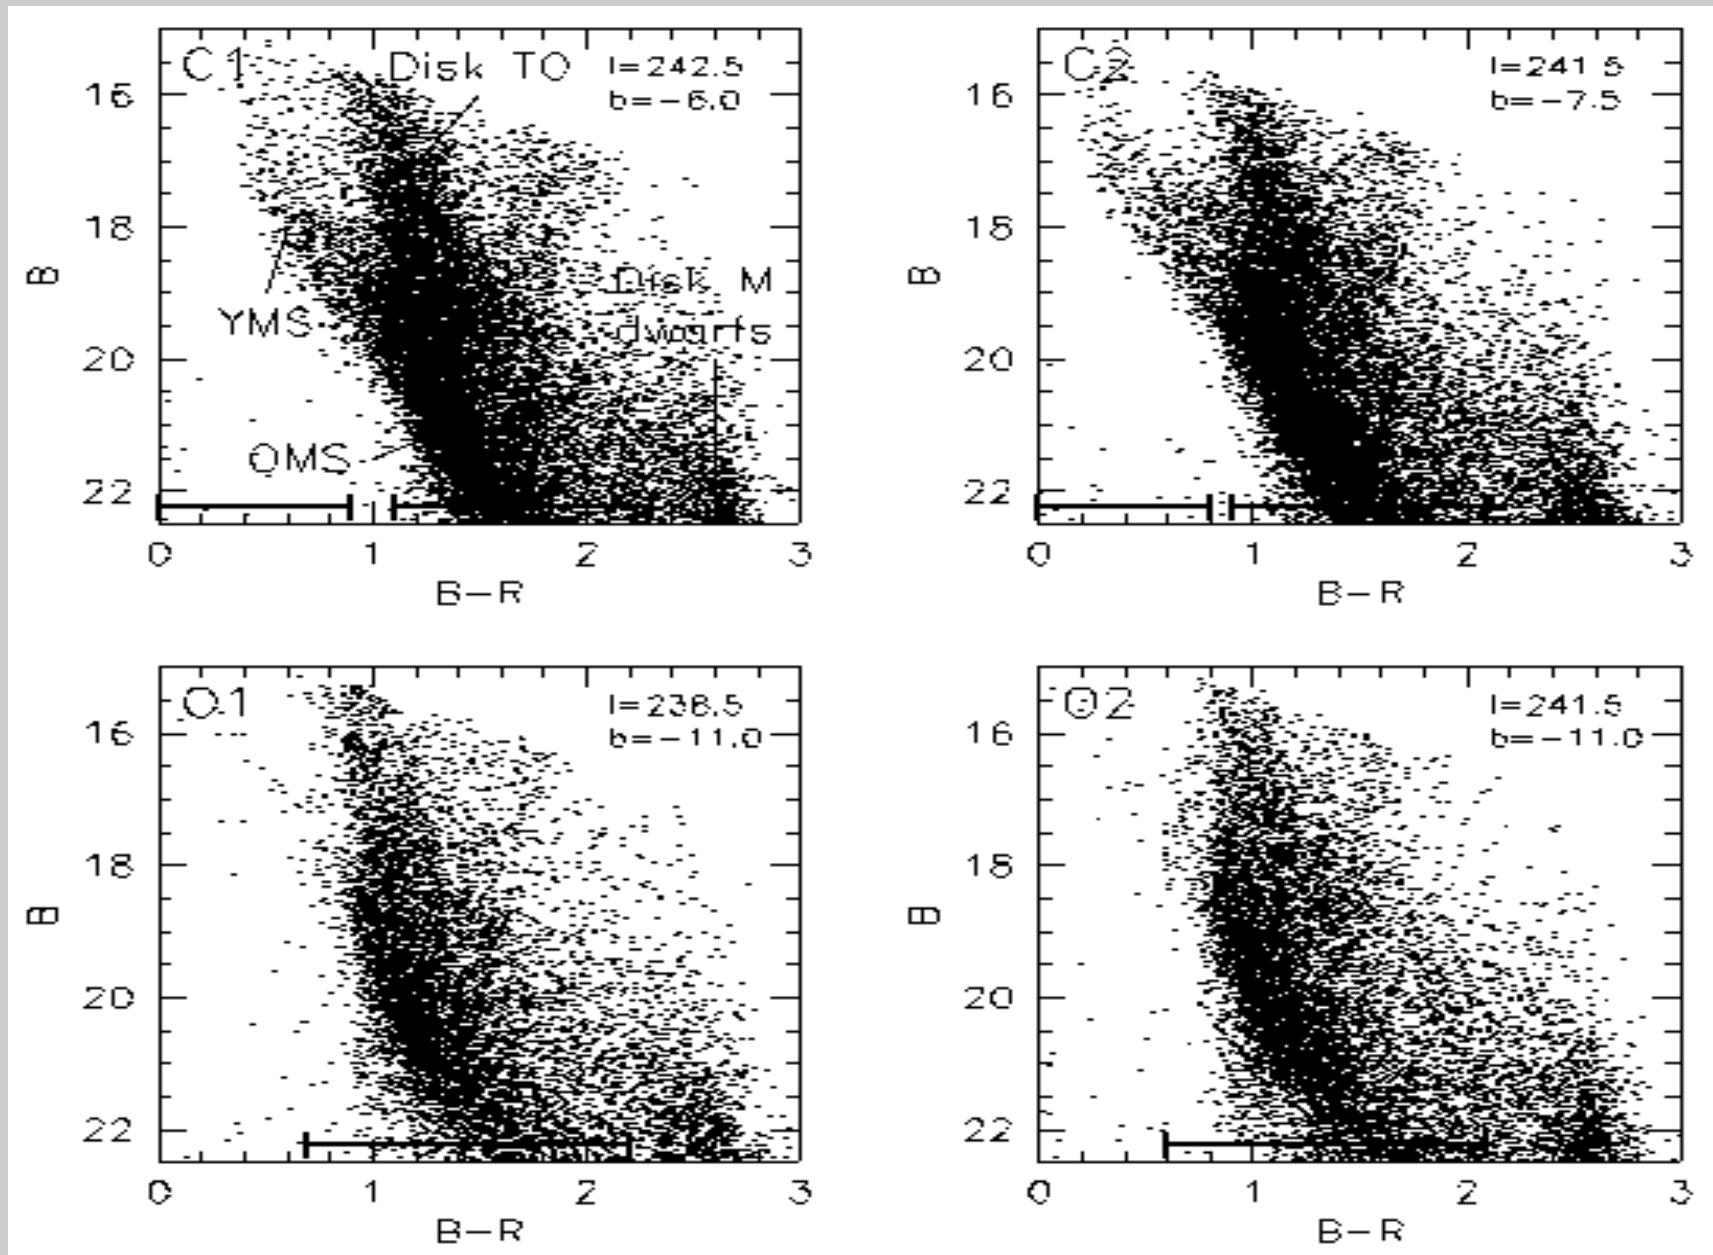 C1
Disk TO
l=242.5
b=-6.0
YMS
Disk M
dwarfs
OMS
16
18
20
22
B
0 1 2 3
B-R
C2
l=241.5
b=-7.5
16
18
20
22
B
0 1 2 3
B-R
O1
l=238.5
b=-11.0
16
18
20
22
B
0 1 2 3
B-R
O2
l=241.5
b=-11.0
16
18
20
22
B
0 1 2 3
B-R